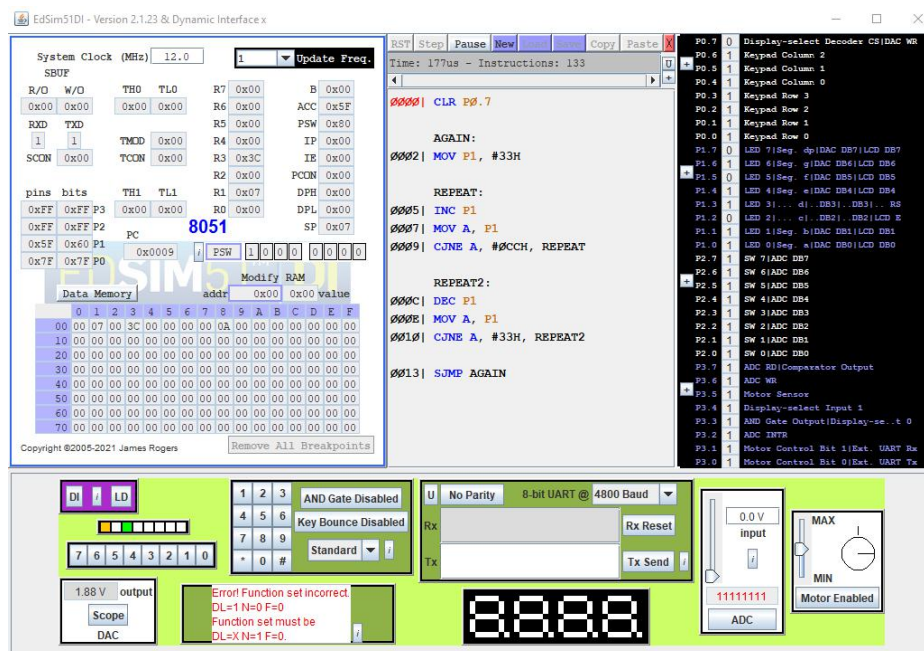 EdSim51DI - Version 2.1.23 & Dynamic Interface x
System Clock (MHz) 12.0 1 Update Freq.
SBUF
R/O W/O TH0 TL0 R7 0x00 B 0x00
0x00 0x00 0x00 0x00 R6 0x00 ACC 0x5F
RXD TXD R5 0x00 PSW 0x80
1 1 TMOD 0x00 R4 0x00 IP 0x00
SCON 0x00 TCON 0x00 R3 0x3C IE 0x00
R2 0x00 PCON 0x00
pins bits TH1 TL1 R1 0x07 DPH 0x00
0xFF 0xFF P3 0x00 0x00 R0 0x00 DPL 0x00
0xFF 0xFF P2 8051 SP 0x07
0x5F 0x60 P1 PC
0x7F 0x7F P0 0x0009 i PSW 1 0 0 0 0 0 0 0
EDSIM51DI
Modify RAM
Data Memory addr 0x00 0x00 value
0 1 2 3 4 5 6 7 8 9 A B C D E F
00 00 07 00 3C 00 00 00 00 0A 00 00 00 00 00 00
10 00 00 00 00 00 00 00 00 00 00 00 00 00 00 00 00
20 00 00 00 00 00 00 00 00 00 00 00 00 00 00 00 00
30 00 00 00 00 00 00 00 00 00 00 00 00 00 00 00 00
40 00 00 00 00 00 00 00 00 00 00 00 00 00 00 00 00
50 00 00 00 00 00 00 00 00 00 00 00 00 00 00 00 00
60 00 00 00 00 00 00 00 00 00 00 00 00 00 00 00 00
70 00 00 00 00 00 00 00 00 00 00 00 00 00 00 00 00
Copyright ©2005-2021 James Rogers Remove All Breakpoints
RST Step Pause New Load Save Copy Paste X
Time: 177us - Instructions: 133 U
0000| CLR P0.7
AGAIN:
0002| MOV P1, #33H
REPEAT:
0005| INC P1
0007| MOV A, P1
0009| CJNE A, #0CCH, REPEAT
REPEAT2:
000C| DEC P1
000E| MOV A, P1
0010| CJNE A, #33H, REPEAT2
0013| SJMP AGAIN
P0.7 0 Display-select Decoder CS|DAC WR
P0.6 1 Keypad Column 2
P0.5 1 Keypad Column 1
P0.4 1 Keypad Column 0
P0.3 1 Keypad Row 3
P0.2 1 Keypad Row 2
P0.1 1 Keypad Row 1
P0.0 1 Keypad Row 0
P1.7 0 LED 7|Seg. dp|DAC DB7|LCD DB7
P1.6 1 LED 6|Seg. g|DAC DB6|LCD DB6
P1.5 0 LED 5|Seg. f|DAC DB5|LCD DB5
P1.4 1 LED 4|Seg. e|DAC DB4|LCD DB4
P1.3 1 LED 3|... d|..DB3|..DB3|.. RS
P1.2 0 LED 2|... c|..DB2|..DB2|LCD E
P1.1 1 LED 1|Seg. b|DAC DB1|LCD DB1
P1.0 1 LED 0|Seg. a|DAC DB0|LCD DB0
P2.7 1 SW 7|ADC DB7
P2.6 1 SW 6|ADC DB6
P2.5 1 SW 5|ADC DB5
P2.4 1 SW 4|ADC DB4
P2.3 1 SW 3|ADC DB3
P2.2 1 SW 2|ADC DB2
P2.1 1 SW 1|ADC DB1
P2.0 1 SW 0|ADC DB0
P3.7 1 ADC RD|Comparator Output
P3.6 1 ADC WR
P3.5 1 Motor Sensor
P3.4 1 Display-select Input 1
P3.3 1 AND Gate Output|Display-se..t 0
P3.2 1 ADC INTR
P3.1 1 Motor Control Bit 1|Ext. UART Rx
P3.0 1 Motor Control Bit 0|Ext. UART Tx
DI i LD
7 6 5 4 3 2 1 0
1.88 V output
Scope
DAC
1 2 3
4 5 6
7 8 9
* 0 #
AND Gate Disabled
Key Bounce Disabled
Standard i
Error! Function set incorrect.
DL=1 N=0 F=0
Function set must be
DL=X N=1 F=0.
i
U No Parity 8-bit UART @ 4800 Baud
Rx Rx Reset
Tx Tx Send i
8.8.8.8.
0.0 V
input
i
11111111
ADC
MAX
MIN
Motor Enabled